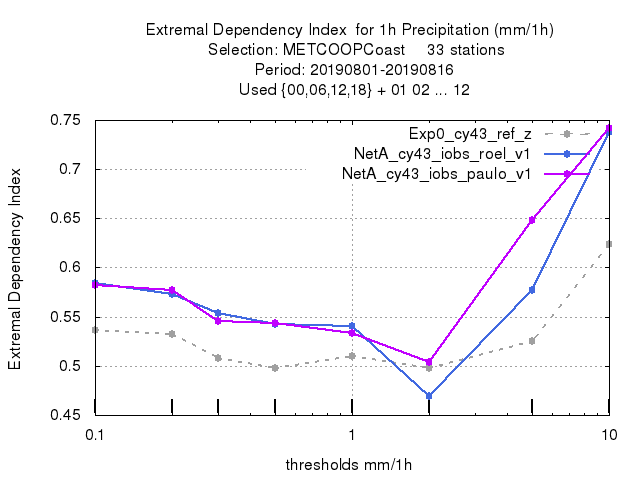 Extremal Dependency Index  for 1h Precipitation (mm/1h)
Selection: METCOOPCoast     33 stations
Period: 20190801-20190816
Used {00,06,12,18} + 01 02 ... 12
Exp0_cy43_ref_z
NetA_cy43_iobs_roel_v1
NetA_cy43_iobs_paulo_v1
Extremal Dependency Index
0.75
0.7
0.65
0.6
0.55
0.5
0.45
0.1 1 10
thresholds mm/1h